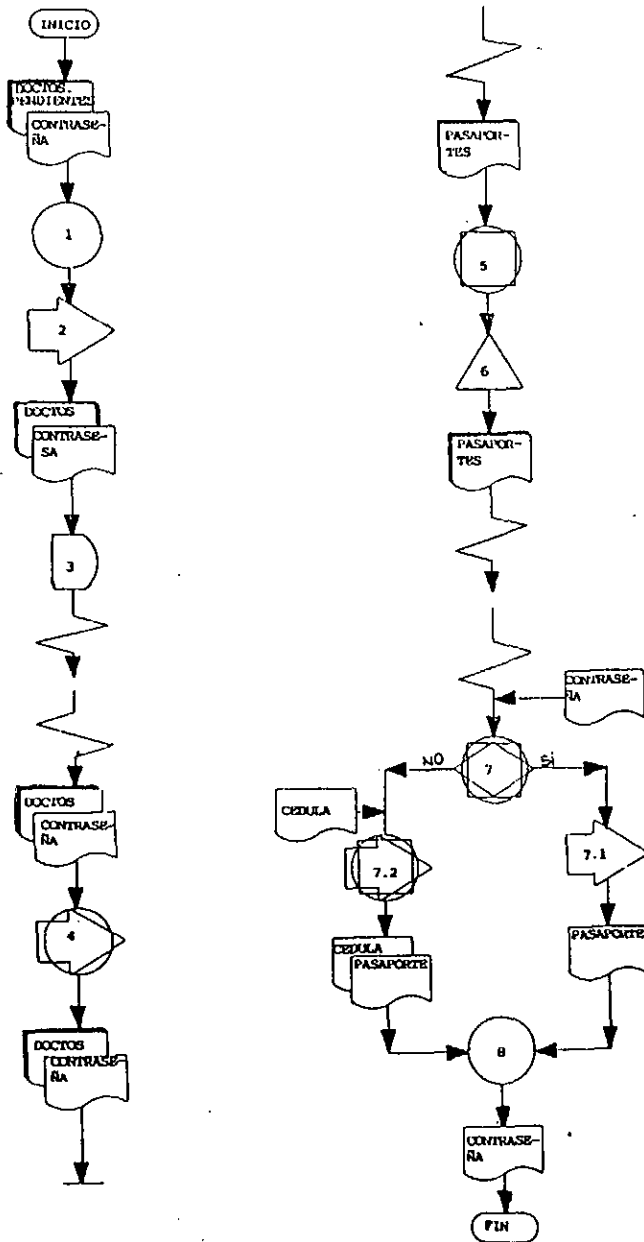 INICIO
DOCTOS.
PENDIENTES
CONTRASE-
ÑA
1
2
DOCTOS
CONTRASE-
SA
3
DOCTOS
CONTRASE-
ÑA
4
DOCTOS
CONTRASE-
ÑA
PASAPOR-
TES
5
6
PASAPOR-
TES
CONTRASE-
ÑA
NO
7
Si
CEDULA
7.2
7.1
CEDULA
PASAPORTE
PASAPORTE
8
CONTRASE-
ÑA
FIN